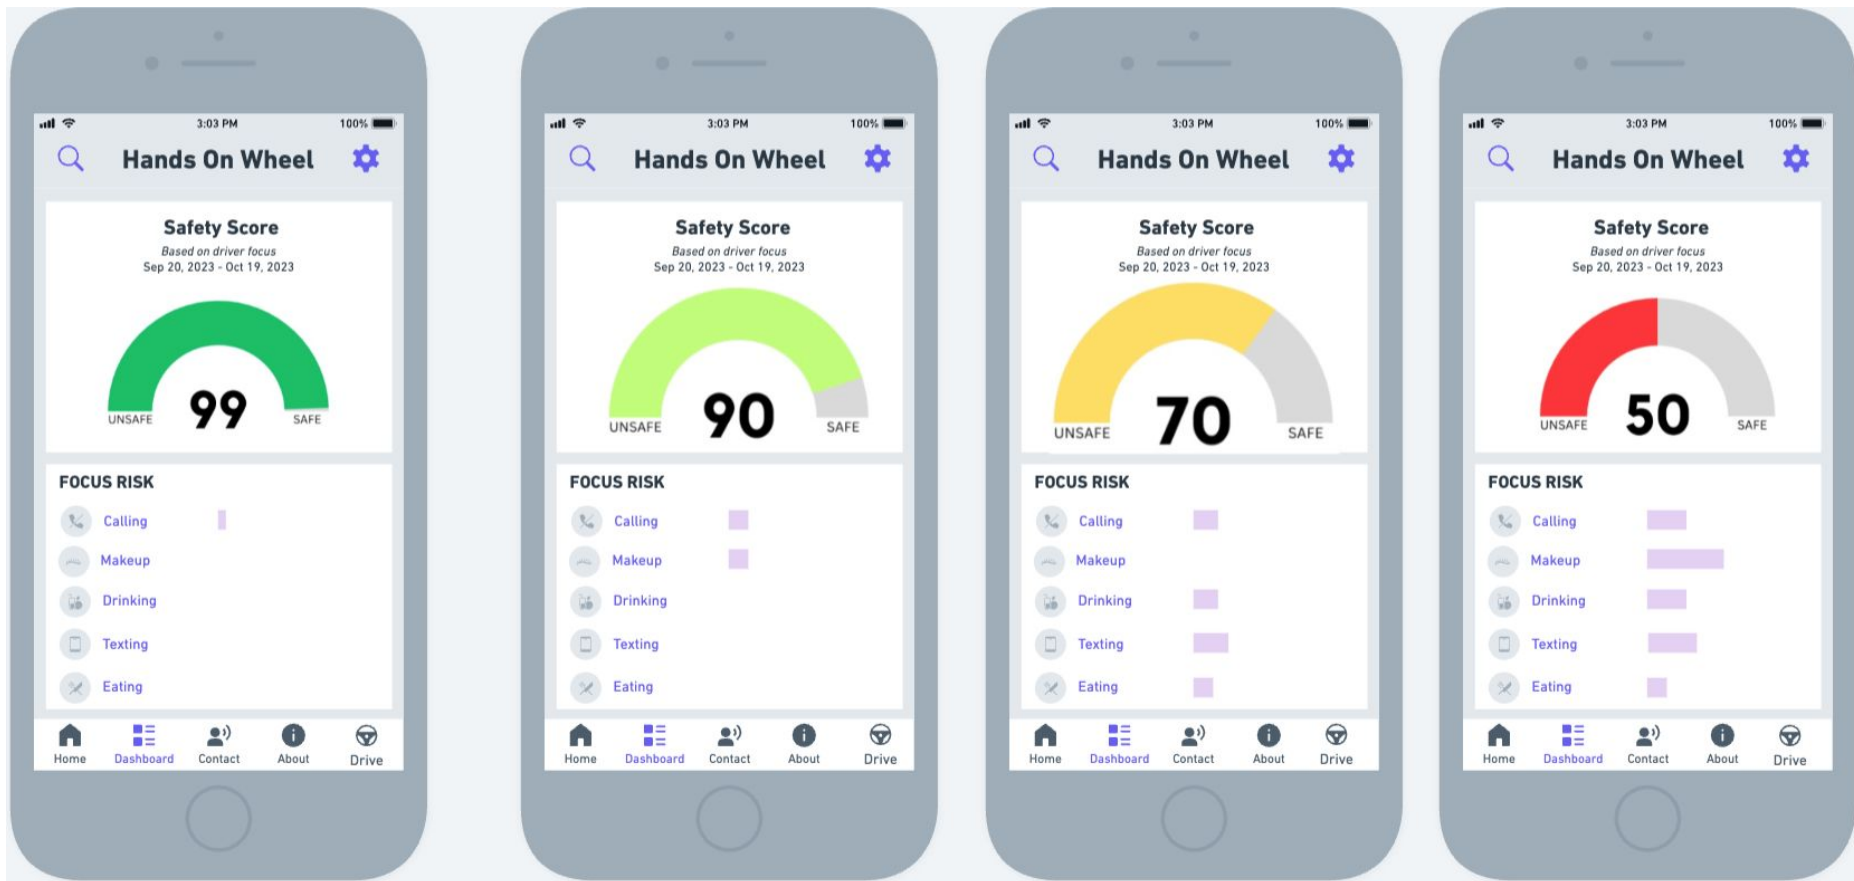 3:03 PM 100%
Hands On Wheel
Safety Score
Based on driver focus
Sep 20, 2023 - Oct 19, 2023
99
UNSAFE SAFE
FOCUS RISK
Calling
Makeup
Drinking
Texting
Eating
Home Dashboard Contact About Drive
3:03 PM 100%
Hands On Wheel
Safety Score
Based on driver focus
Sep 20, 2023 - Oct 19, 2023
90
UNSAFE SAFE
FOCUS RISK
Calling
Makeup
Drinking
Texting
Eating
Home Dashboard Contact About Drive
3:03 PM 100%
Hands On Wheel
Safety Score
Based on driver focus
Sep 20, 2023 - Oct 19, 2023
70
UNSAFE SAFE
FOCUS RISK
Calling
Makeup
Drinking
Texting
Eating
Home Dashboard Contact About Drive
3:03 PM 100%
Hands On Wheel
Safety Score
Based on driver focus
Sep 20, 2023 - Oct 19, 2023
50
UNSAFE SAFE
FOCUS RISK
Calling
Makeup
Drinking
Texting
Eating
Home Dashboard Contact About Drive